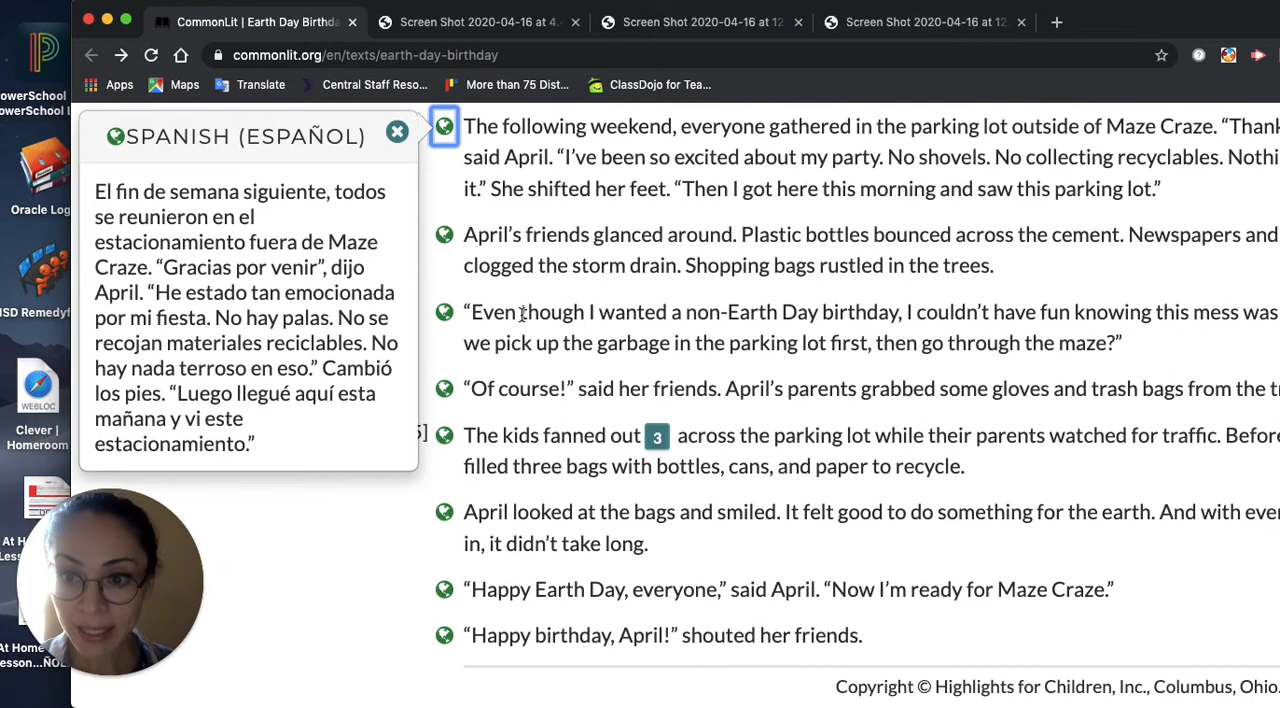 CommonLit | Earth Day Birthda
Screen Shot 2020-04-16 at 4.
Screen Shot 2020-04-16 at 12
Screen Shot 2020-04-16 at 12
commonlit.org/en/texts/earth-day-birthday
Apps
Maps
Translate
Central Staff Reso...
More than 75 Dist...
ClassDojo for Tea...
owerSchool
owerSchool L
Oracle Log
ISD Remedyf
WEBLOC
Clever |
Homeroom
At H
Less
At Home
Lesson...ÑOL
SPANISH (ESPAÑOL)
El fin de semana siguiente, todos
se reunieron en el
estacionamiento fuera de Maze
Craze. “Gracias por venir”, dijo
April. “He estado tan emocionada
por mi fiesta. No hay palas. No se
recojan materiales reciclables. No
hay nada terroso en eso.” Cambió
los pies. “Luego llegué aquí esta
mañana y vi este
estacionamiento.”
The following weekend, everyone gathered in the parking lot outside of Maze Craze. “Thank
said April. “I’ve been so excited about my party. No shovels. No collecting recyclables. Nothi
it.” She shifted her feet. “Then I got here this morning and saw this parking lot.”
April’s friends glanced around. Plastic bottles bounced across the cement. Newspapers and
clogged the storm drain. Shopping bags rustled in the trees.
“Even though I wanted a non-Earth Day birthday, I couldn’t have fun knowing this mess was
we pick up the garbage in the parking lot first, then go through the maze?”
“Of course!” said her friends. April’s parents grabbed some gloves and trash bags from the tr
5]
The kids fanned out 3 across the parking lot while their parents watched for traffic. Before
filled three bags with bottles, cans, and paper to recycle.
April looked at the bags and smiled. It felt good to do something for the earth. And with ever
in, it didn’t take long.
“Happy Earth Day, everyone,” said April. “Now I’m ready for Maze Craze.”
“Happy birthday, April!” shouted her friends.
Copyright © Highlights for Children, Inc., Columbus, Ohio.